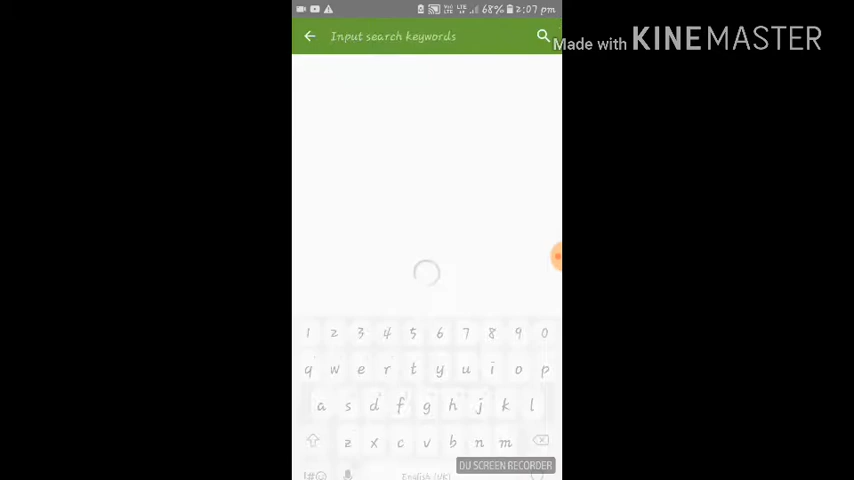 68% 2:07 pm
Input search keywords
Made with KINEMASTER
1 2 3 4 5 6 7 8 9 0
q w e r t y u i o p
a s d f g h j k l
z x c v b n m
!#☺ English (UK)
DU SCREEN RECORDER